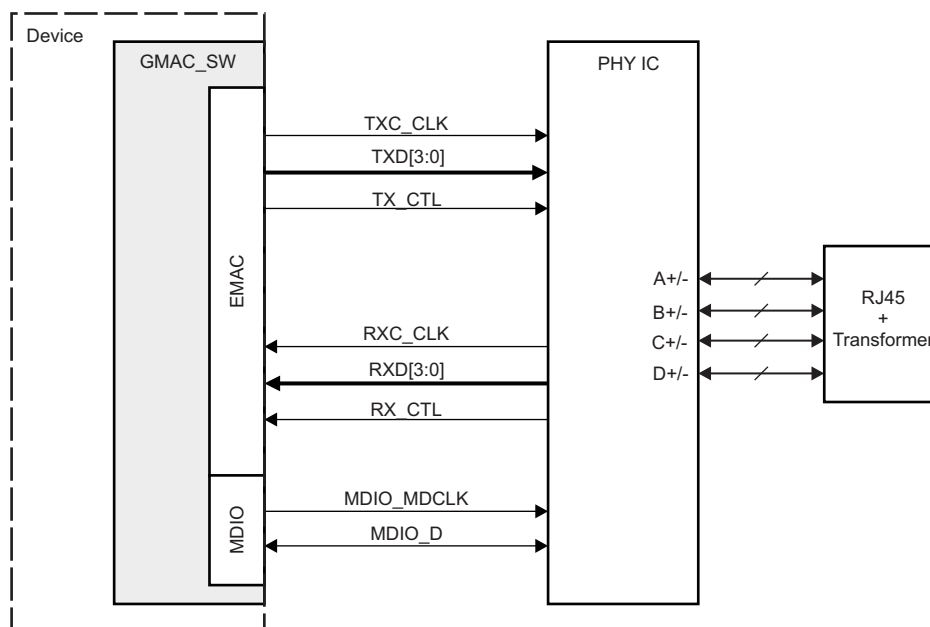 Device
GMAC_SW
PHY IC
TXC_CLK
TXD[3:0]
TX_CTL
EMAC
A+/-
B+/-
C+/-
D+/-
RJ45
+
Transformer
RXC_CLK
RXD[3:0]
RX_CTL
MDIO
MDIO_MDCLK
MDIO_D